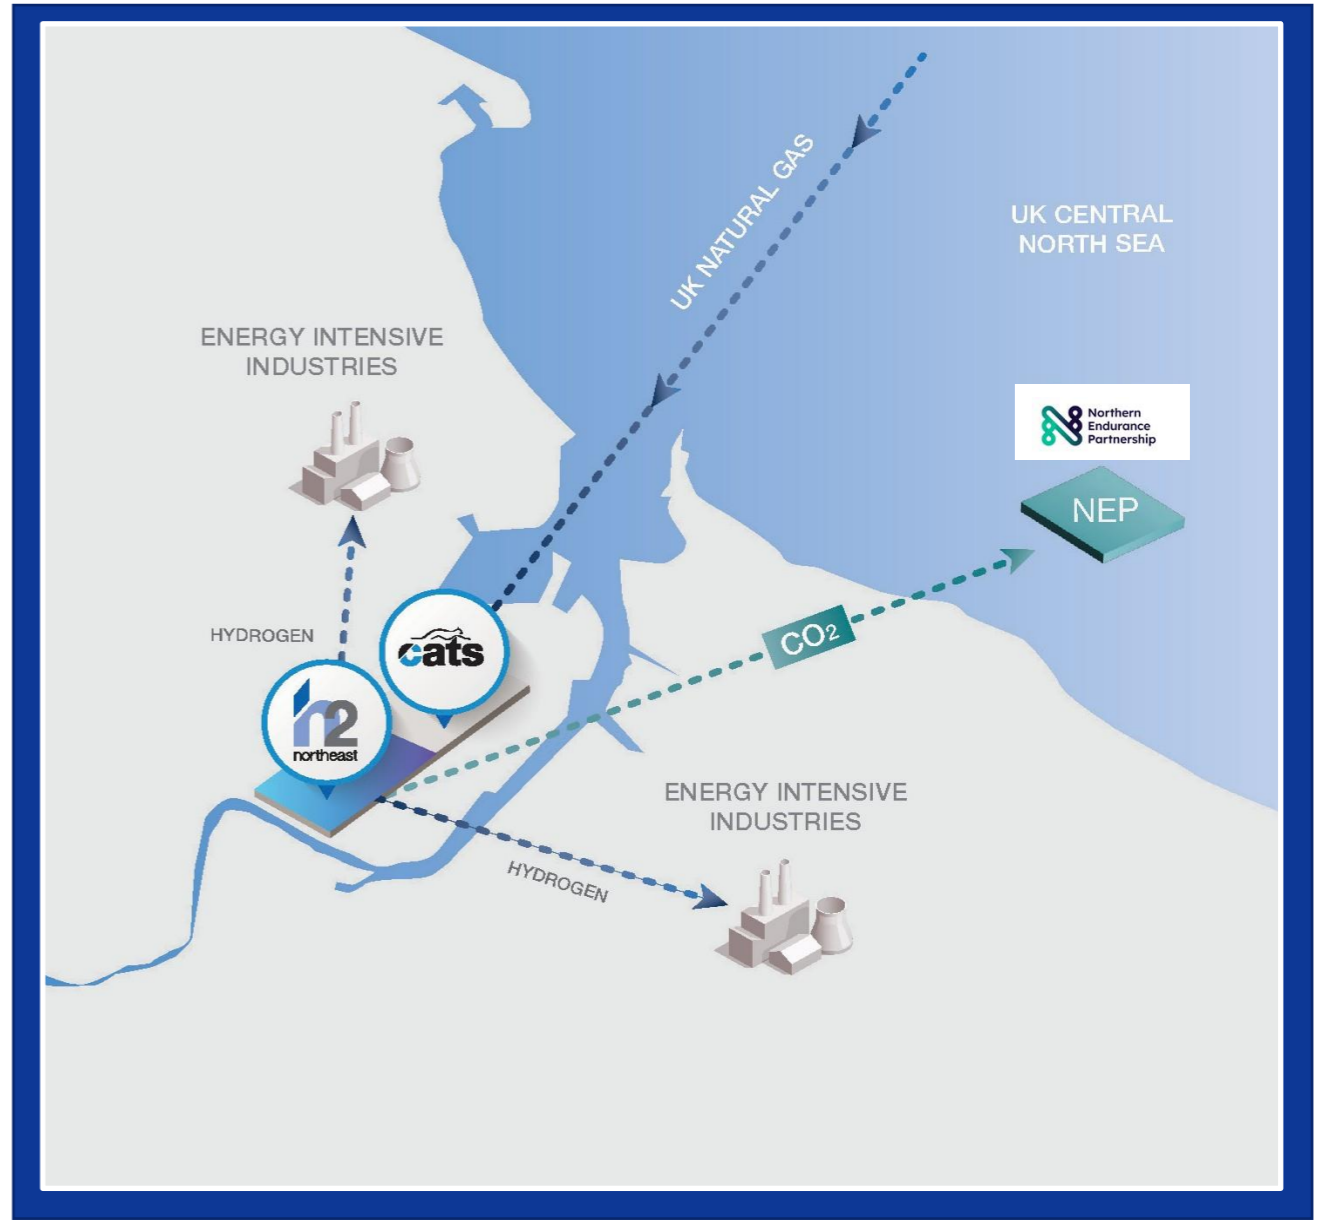 UK NATURAL GAS
UK CENTRAL
NORTH SEA
ENERGY INTENSIVE
INDUSTRIES
Northern
Endurance
Partnership
NEP
HYDROGEN
cats
CO₂
h2
northeast
ENERGY INTENSIVE
INDUSTRIES
HYDROGEN